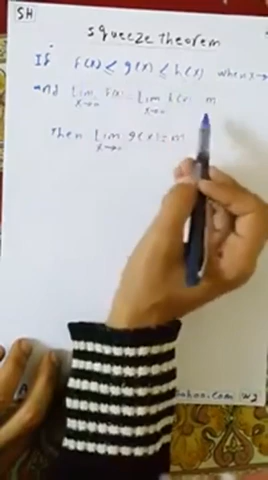 SH
squeeze theorem
If f(x) ≤ g(x) ≤ h(x) when x→
and Lim f(x) = Lim h(x) m
Then Lim g(x) = m